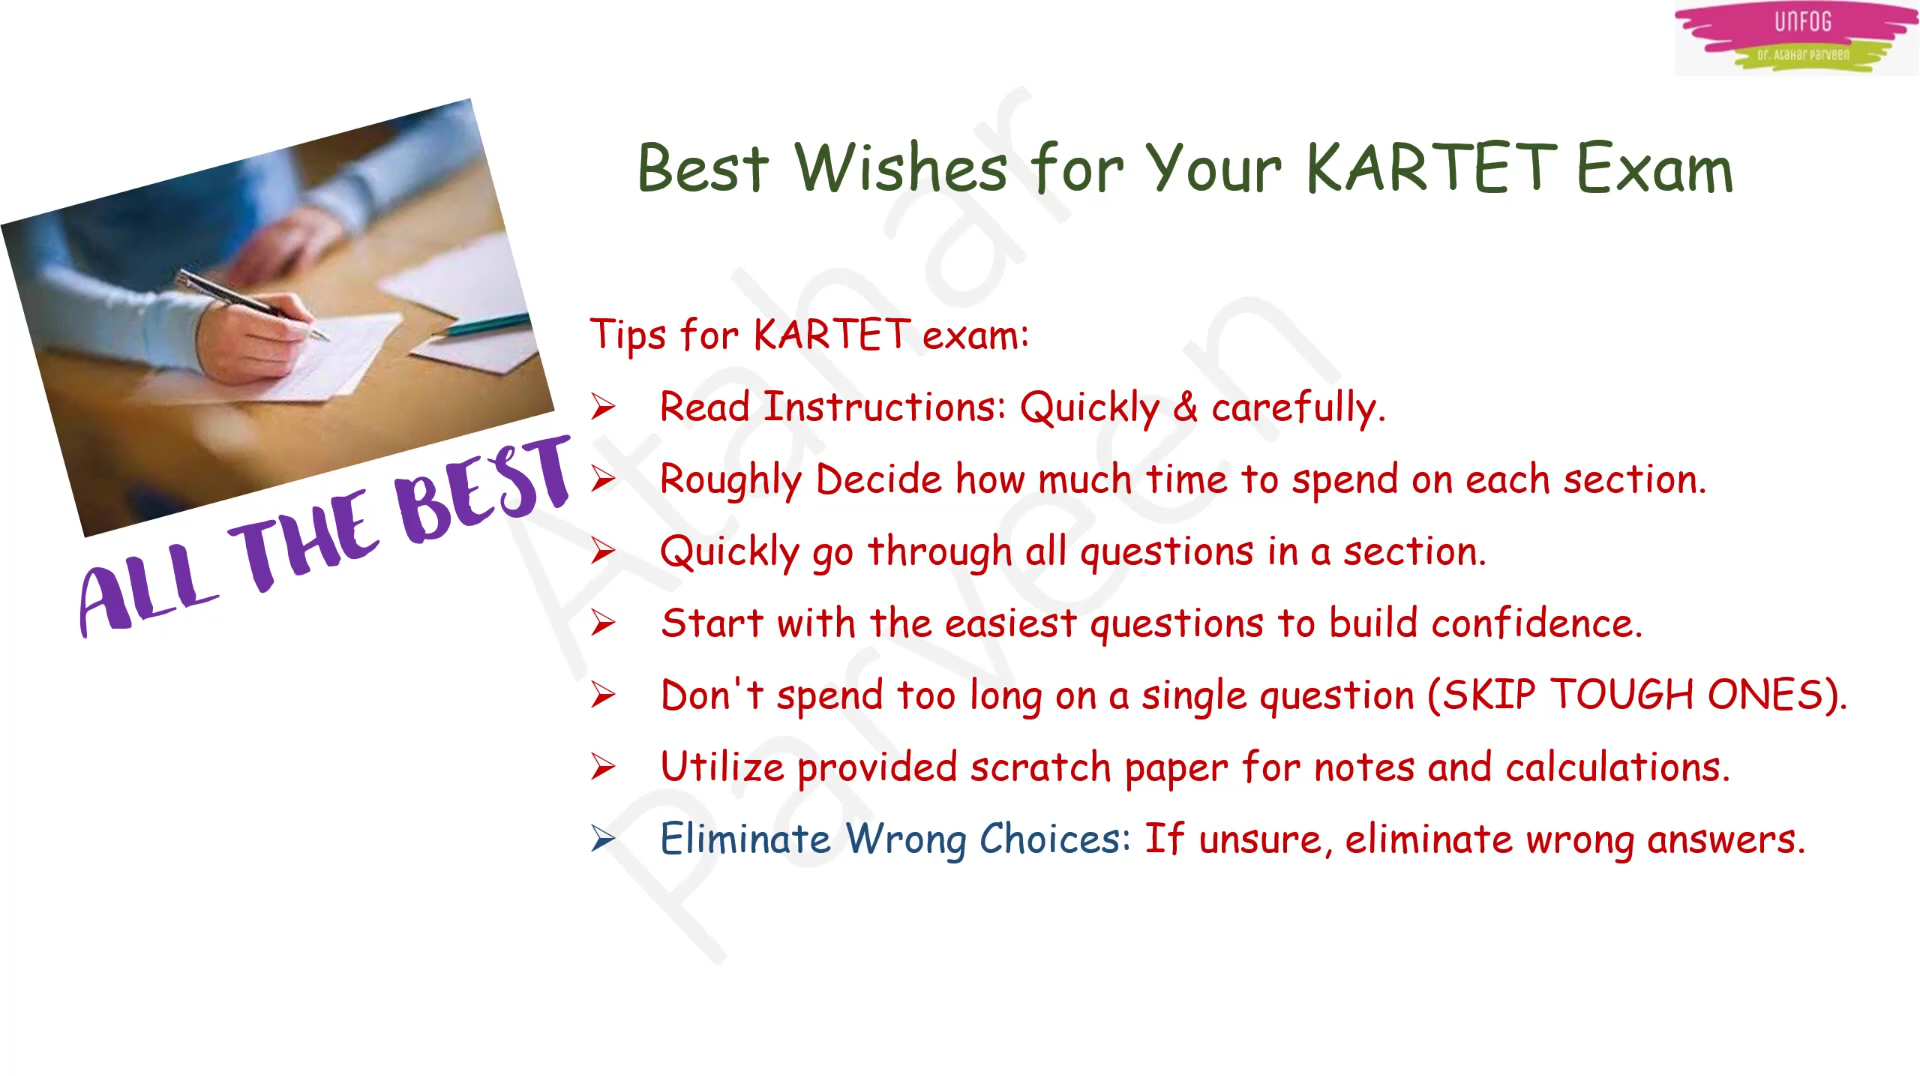 UNFOG
Dr. Atahar Parveen
Best Wishes for Your KARTET Exam
ALL THE BEST
Tips for KARTET exam:
➢ Read Instructions: Quickly & carefully.
➢ Roughly Decide how much time to spend on each section.
➢ Quickly go through all questions in a section.
➢ Start with the easiest questions to build confidence.
➢ Don't spend too long on a single question (SKIP TOUGH ONES).
➢ Utilize provided scratch paper for notes and calculations.
➢ Eliminate Wrong Choices: If unsure, eliminate wrong answers.
Atahar
Parveen